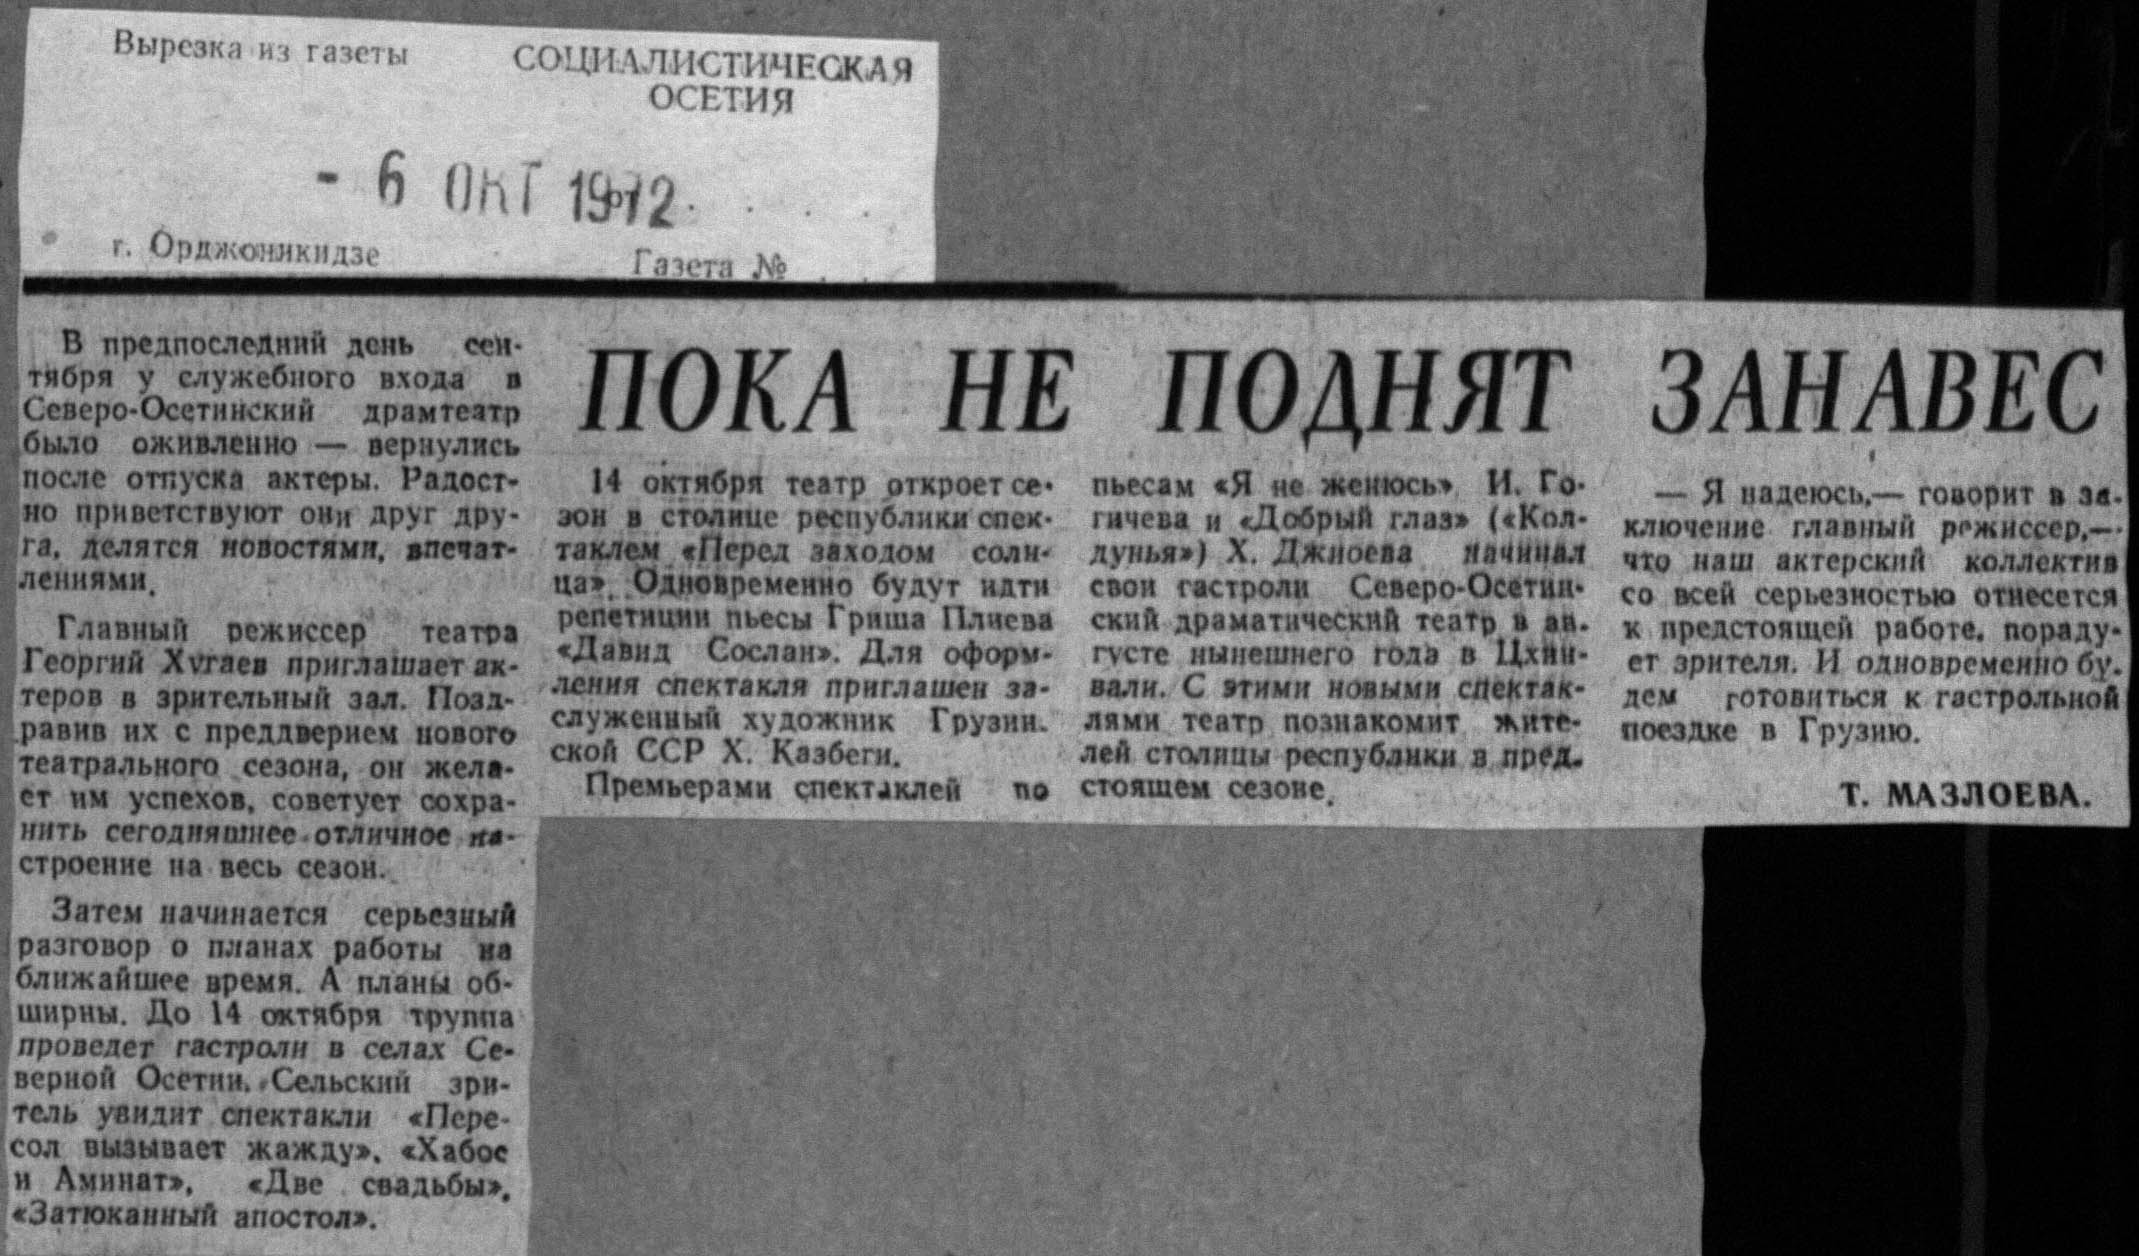 Вырезка из газеты
СОЦИАЛИСТИЧЕСКАЯ
ОСЕТИЯ
- 6 ОКТ 1972
г. Орджоникидзе
Газета № . .
ПОКА НЕ ПОДНЯТ ЗАНАВЕС
В предпоследний день сен-
тября у служебного входа в
Северо-Осетинский драмтеатр
было оживленно — вернулись
после отпуска актеры. Радост-
но приветствуют они друг дру-
га, делятся новостями, впечат-
лениями.
Главный режиссер театра
Георгий Хугаев приглашает ак-
теров в зрительный зал. Позд-
равив их с преддверием нового
театрального сезона, он жела-
ет им успехов, советует сохра-
нить сегодняшнее отличное на-
строение на весь сезон.
Затем начинается серьезный
разговор о планах работы на
ближайшее время. А планы об-
ширны. До 14 октября труппа
проведет гастроли в селах Се-
верной Осетии. Сельский зри-
тель увидит спектакли «Пере-
сол вызывает жажду», «Хабос
и Аминат», «Две свадьбы»,
«Затюканный апостол».
14 октября театр откроет се-
зон в столице республики спек-
таклем «Перед заходом солн-
ца». Одновременно будут идти
репетиции пьесы Гриша Плиева
«Давид Сослан». Для оформ-
ления спектакля приглашен за-
служенный художник Грузин-
ской ССР Х. Казбеги.
Премьерами спектаклей по
пьесам «Я не женюсь» И. Го-
гичева и «Добрый глаз» («Кол-
дунья») Х. Джиоева начинал
свои гастроли Северо-Осетин-
ский драматический театр в ав-
густе нынешнего года в Цхин-
вали. С этими новыми спектак-
лями театр познакомит жите-
лей столицы республики в пред-
стоящем сезоне.
— Я надеюсь,— говорит в за-
ключение главный режиссер,—
что наш актерский коллектив
со всей серьезностью отнесется
к предстоящей работе, пораду-
ет зрителя. И одновременно бу-
дем готовиться к гастрольной
поездке в Грузию.
Т. МАЗЛОЕВА.